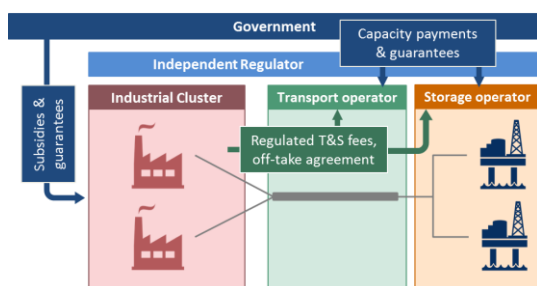 Government
Capacity payments
& guarantees
Independent Regulator
Subsidies &
guarantees
Industrial Cluster
Transport operator
Storage operator
Regulated T&S fees,
off-take agreement